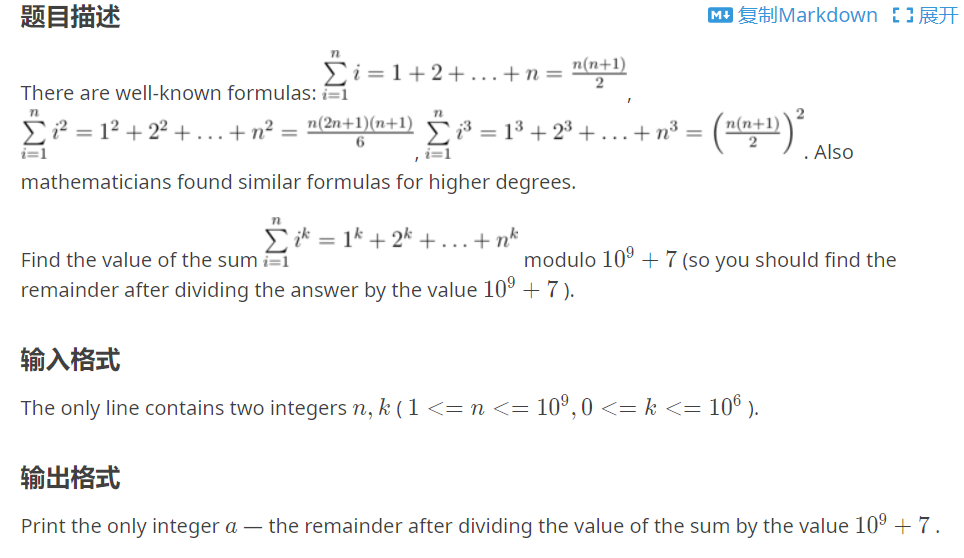 题目描述 M↓ 复制Markdown [ ] 展开
There are well-known formulas: \sum_{i=1}^{n} i = 1 + 2 + ... + n = \frac{n(n+1)}{2} ,
\sum_{i=1}^{n} i^2 = 1^2 + 2^2 + ... + n^2 = \frac{n(2n+1)(n+1)}{6} , \sum_{i=1}^{n} i^3 = 1^3 + 2^3 + ... + n^3 = \left(\frac{n(n+1)}{2}\right)^2 . Also
mathematicians found similar formulas for higher degrees.
Find the value of the sum \sum_{i=1}^{n} i^k = 1^k + 2^k + ... + n^k modulo 10^9 + 7 (so you should find the
remainder after dividing the answer by the value 10^9 + 7 ).
输入格式
The only line contains two integers n, k ( 1 <= n <= 10^9, 0 <= k <= 10^6 ).
输出格式
Print the only integer a — the remainder after dividing the value of the sum by the value 10^9 + 7 .